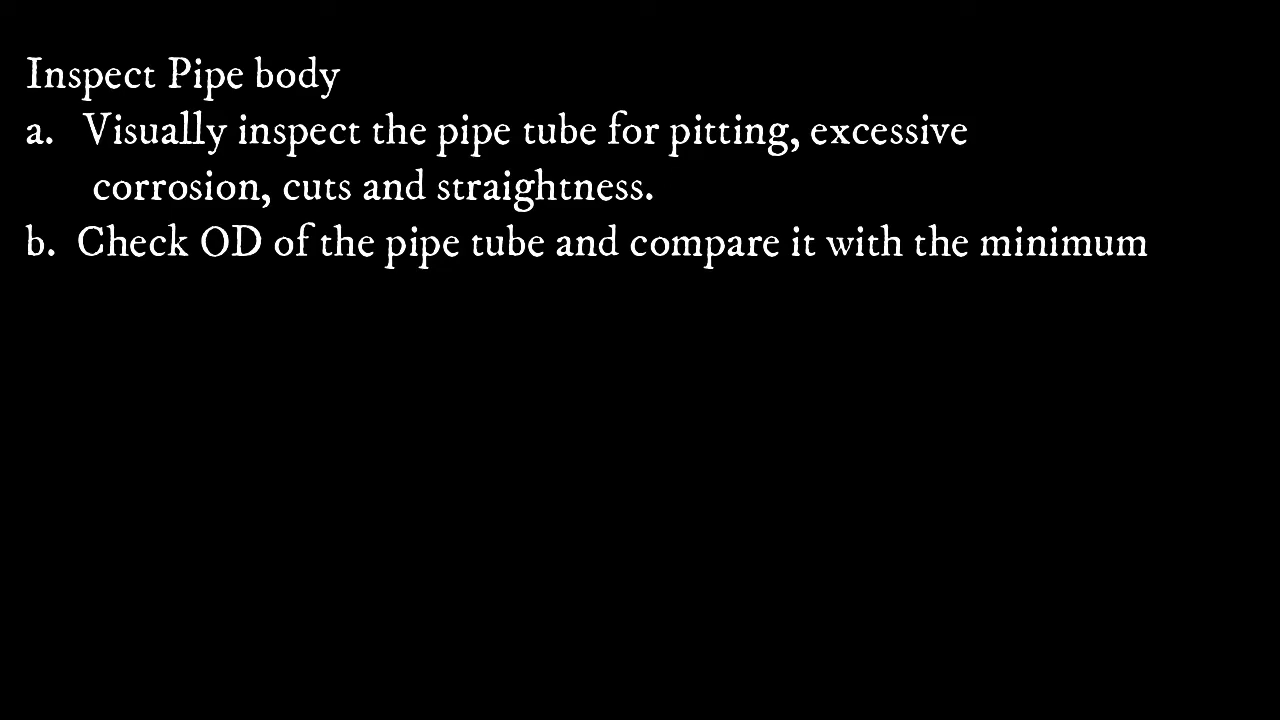 Inspect Pipe body
a. Visually inspect the pipe tube for pitting, excessive
corrosion, cuts and straightness.
b. Check OD of the pipe tube and compare it with the minimum